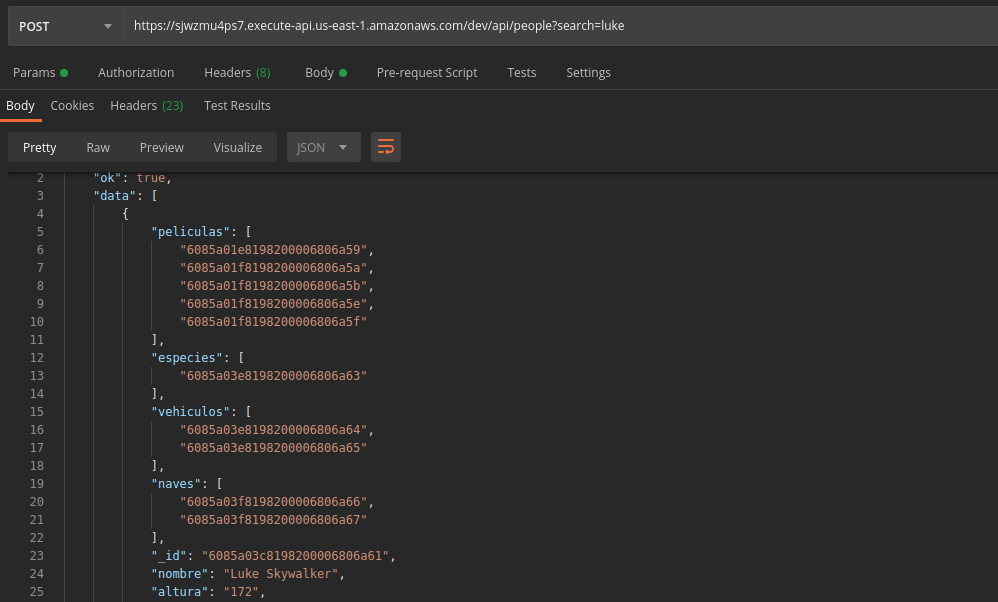 POST https://sjwzmu4ps7.execute-api.us-east-1.amazonaws.com/dev/api/people?search=luke
Params Authorization Headers (8) Body Pre-request Script Tests Settings
Body Cookies Headers (23) Test Results
Pretty Raw Preview Visualize JSON
2 "ok": true,
3 "data": [
4 {
5 "peliculas": [
6 "6085a01e8198200006806a59",
7 "6085a01f8198200006806a5a",
8 "6085a01f8198200006806a5b",
9 "6085a01f8198200006806a5e",
10 "6085a01f8198200006806a5f"
11 ],
12 "especies": [
13 "6085a03e8198200006806a63"
14 ],
15 "vehiculos": [
16 "6085a03e8198200006806a64",
17 "6085a03e8198200006806a65"
18 ],
19 "naves": [
20 "6085a03f8198200006806a66",
21 "6085a03f8198200006806a67"
22 ],
23 "_id": "6085a03c8198200006806a61",
24 "nombre": "Luke Skywalker",
25 "altura": "172",